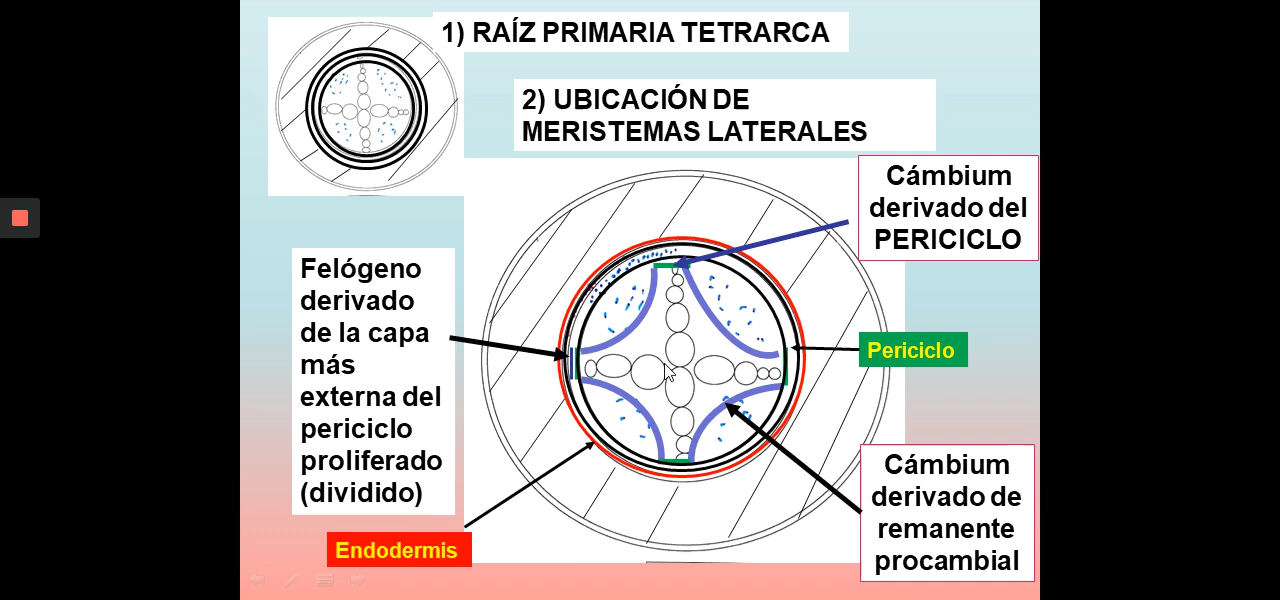 1) RAÍZ PRIMARIA TETRARCA
2) UBICACIÓN DE
MERISTEMAS LATERALES
Cámbium
derivado del
PERICICLO
Felógeno
derivado
de la capa
más
externa del
periciclo
proliferado
(dividido)
Periciclo
Cámbium
derivado de
remanente
procambial
Endodermis